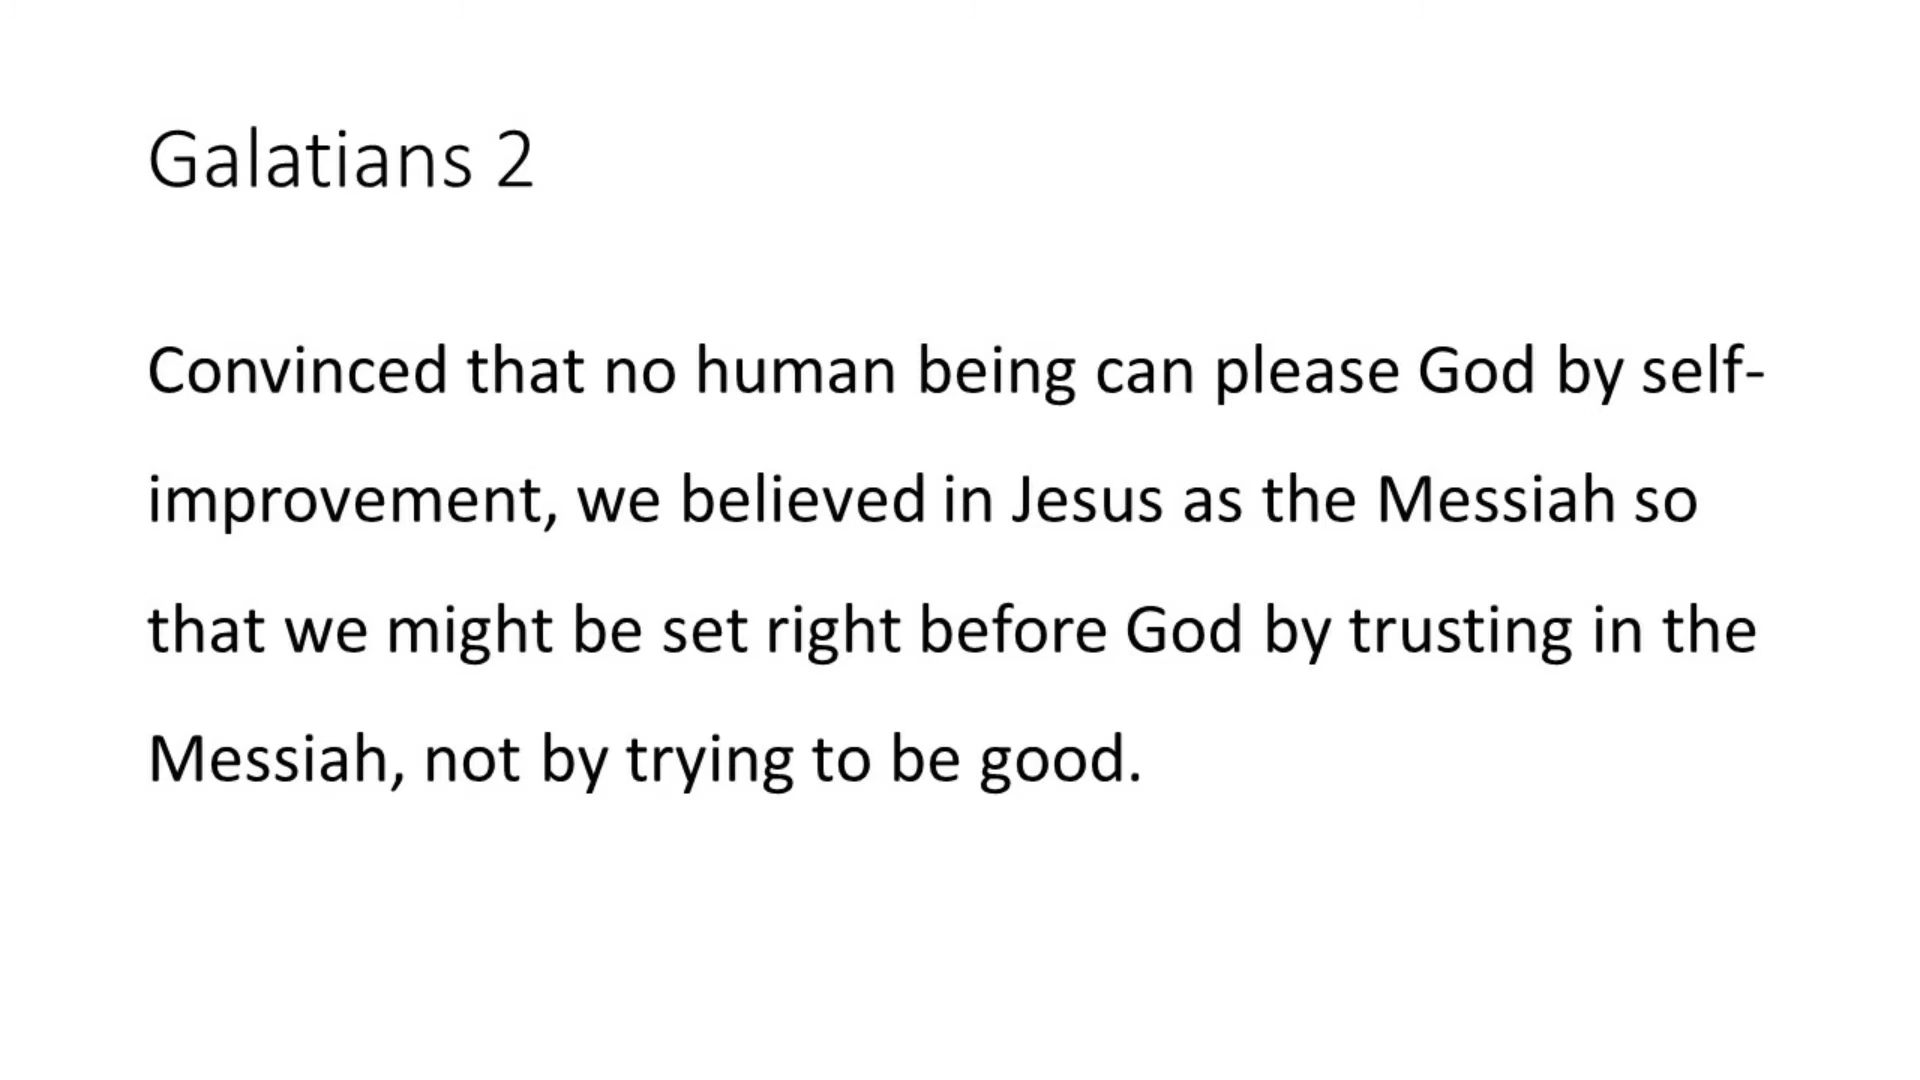 Galatians 2
Convinced that no human being can please God by self-
improvement, we believed in Jesus as the Messiah so
that we might be set right before God by trusting in the
Messiah, not by trying to be good.